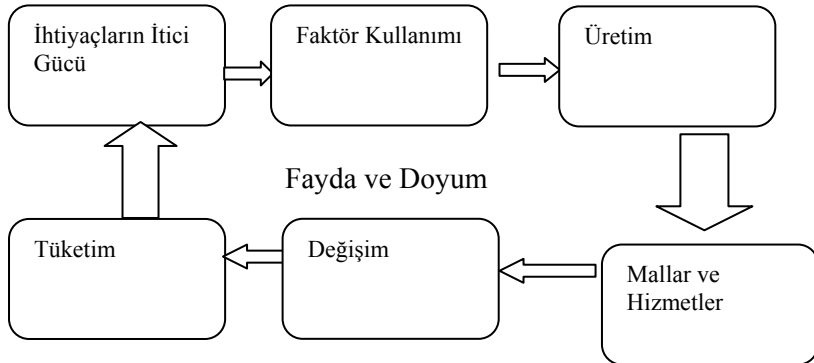 İhtiyaçların İtici
Gücü
Faktör Kullanımı
Üretim
Fayda ve Doyum
Tüketim
Değişim
Mallar ve
Hizmetler